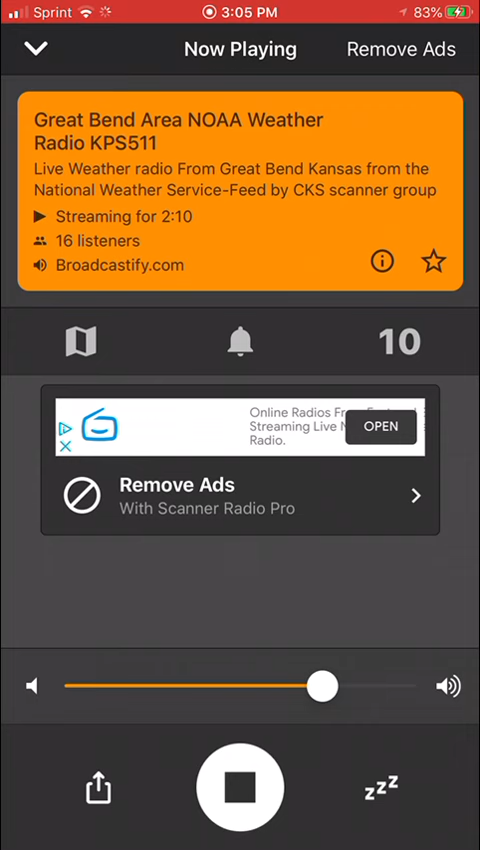 Sprint 3:05 PM 83%
Now Playing Remove Ads
Great Bend Area NOAA Weather
Radio KPS511
Live Weather radio From Great Bend Kansas from the
National Weather Service-Feed by CKS scanner group
Streaming for 2:10
16 listeners
Broadcastify.com
10
Online Radios
Streaming Live
Radio.
OPEN
Remove Ads
With Scanner Radio Pro
zzz